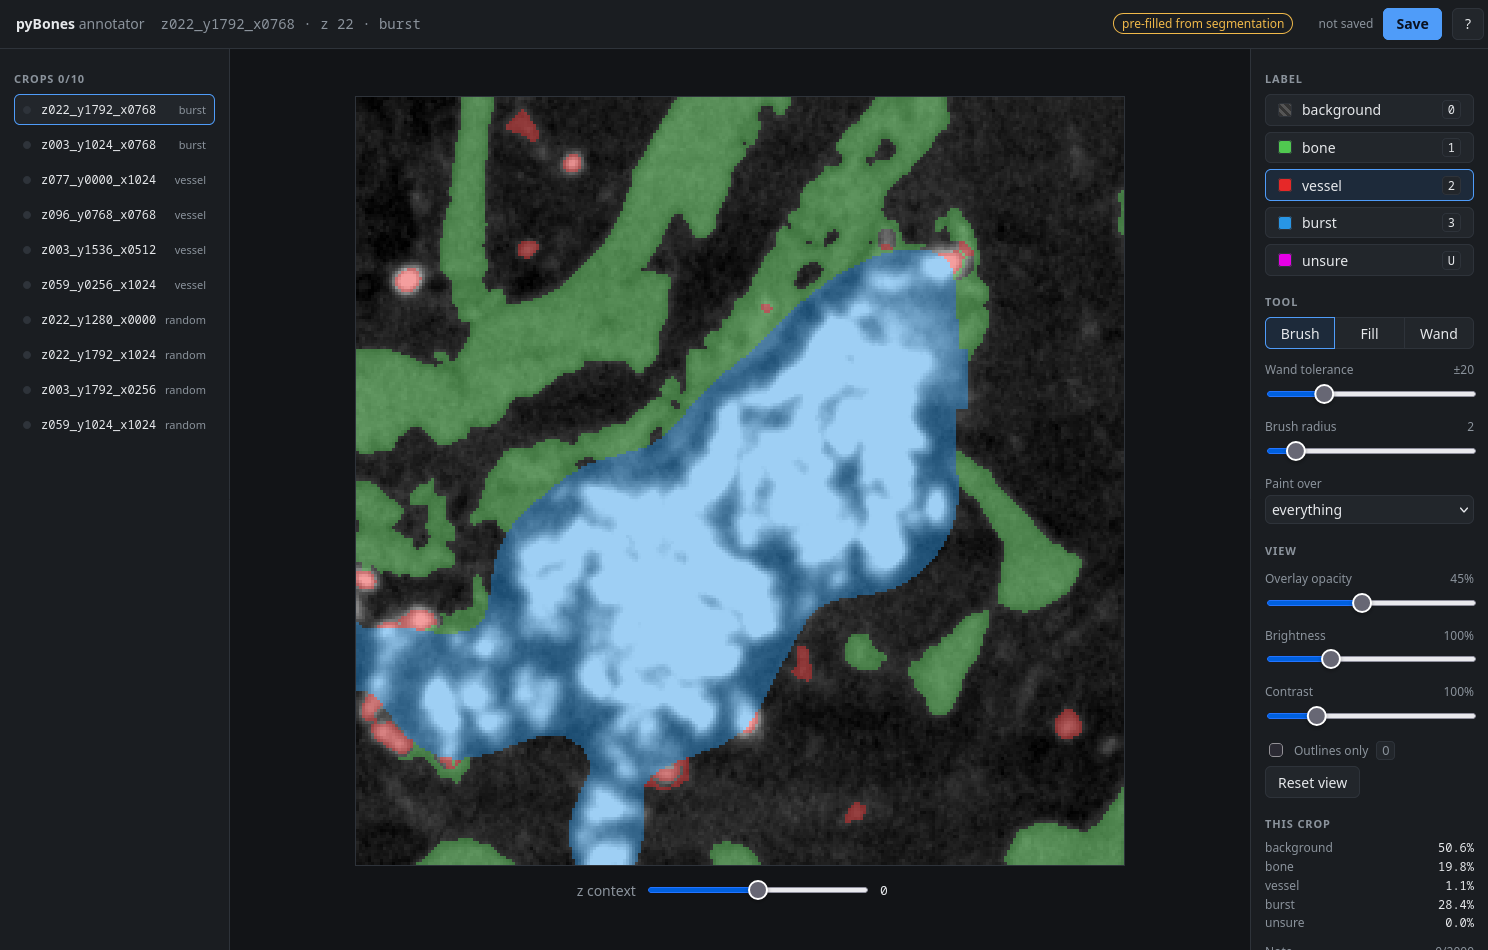 pyBones annotator z022_y1792_x0768 · z 22 · burst
pre-filled from segmentation
not saved
Save
?
CROPS 0/10
z022_y1792_x0768 burst
z003_y1024_x0768 burst
z077_y0000_x1024 vessel
z096_y0768_x0768 vessel
z003_y1536_x0512 vessel
z059_y0256_x1024 vessel
z022_y1280_x0000 random
z022_y1792_x1024 random
z003_y1792_x0256 random
z059_y1024_x1024 random
z context 0
LABEL
background 0
bone 1
vessel 2
burst 3
unsure U
TOOL
Brush Fill Wand
Wand tolerance ±20
Brush radius 2
Paint over
everything
VIEW
Overlay opacity 45%
Brightness 100%
Contrast 100%
Outlines only 0
Reset view
THIS CROP
background 50.6%
bone 19.8%
vessel 1.1%
burst 28.4%
unsure 0.0%